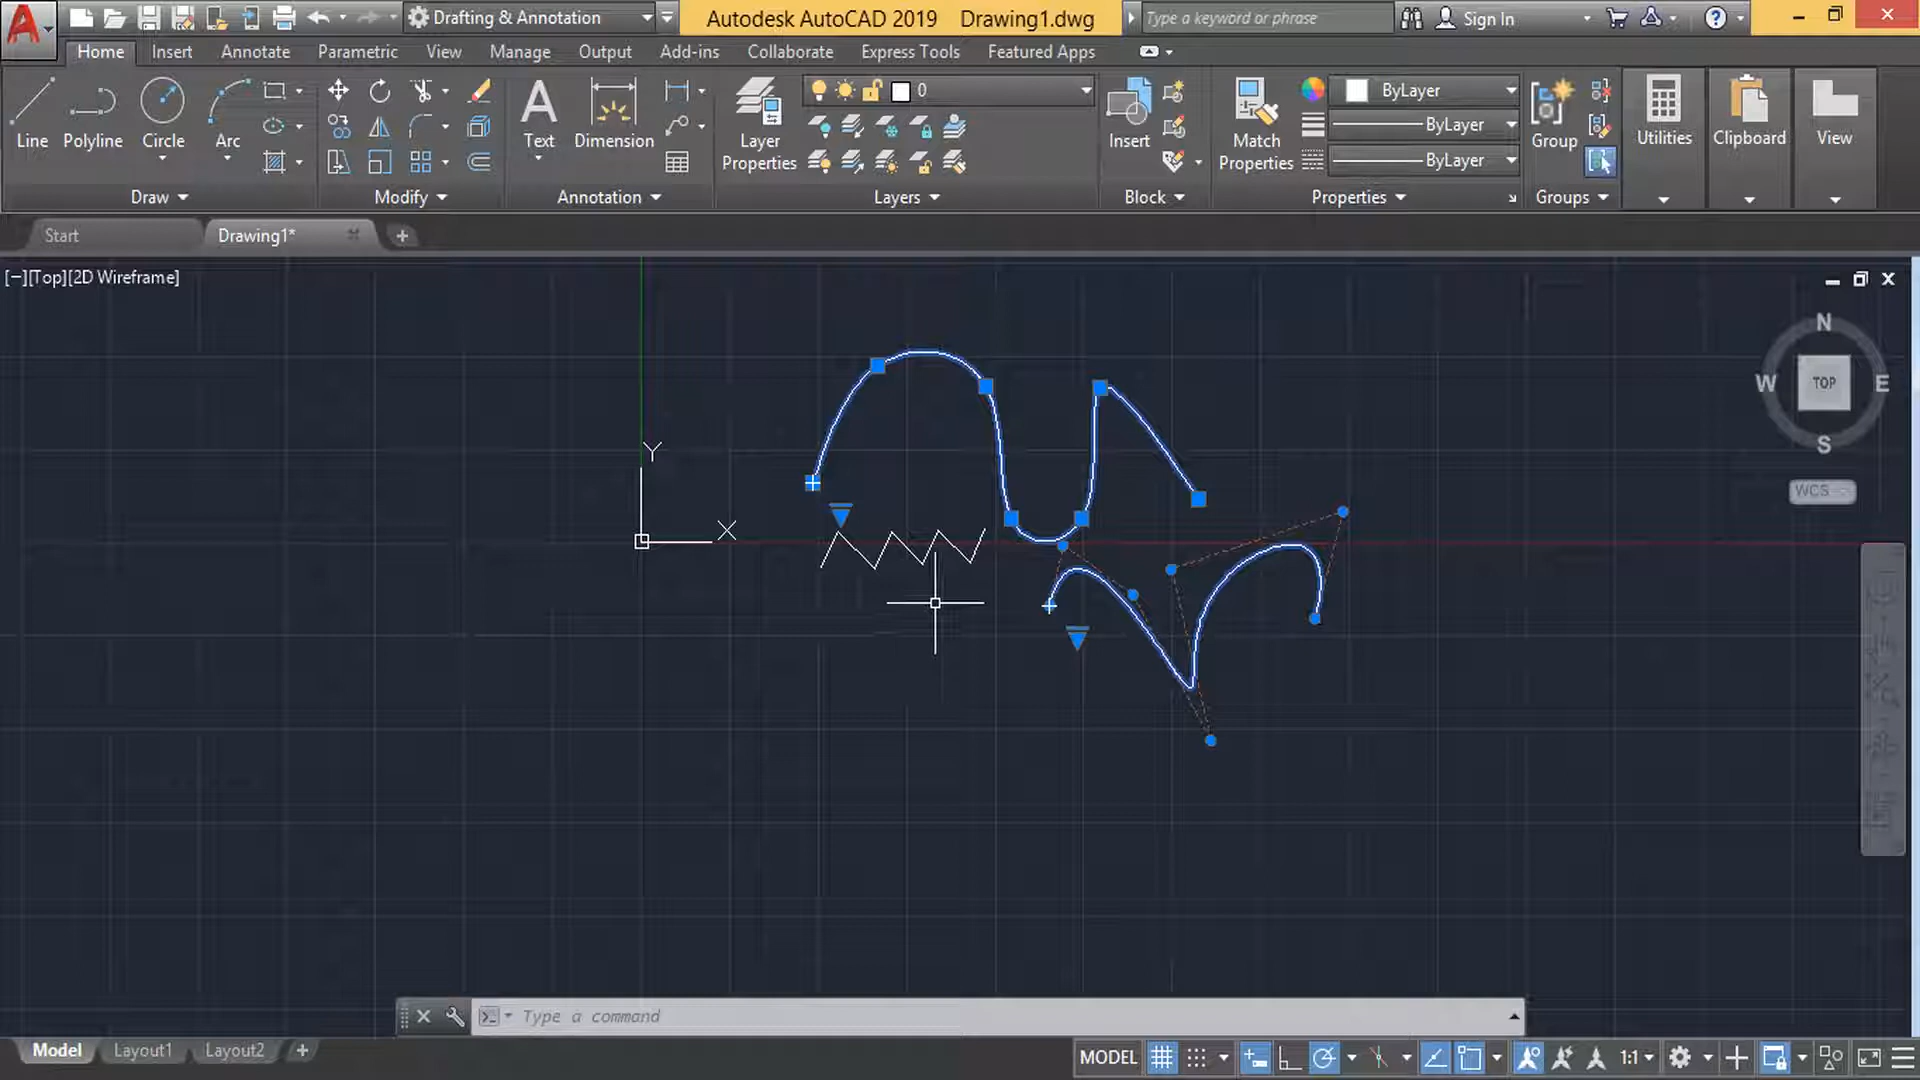 Drafting & Annotation
Autodesk AutoCAD 2019 Drawing1.dwg
Type a keyword or phrase
Sign In
Home Insert Annotate Parametric View Manage Output Add-ins Collaborate Express Tools Featured Apps
Line Polyline Circle Arc
Text Dimension
Layer Properties
0
Insert
Match Properties
ByLayer
ByLayer
ByLayer
Group
Utilities Clipboard View
Draw Modify Annotation Layers Block Properties Groups
Start Drawing1*
[−][Top][2D Wireframe]
N
W TOP E
S
WCS
Y
X
Type a command
Model Layout1 Layout2
MODEL 1:1